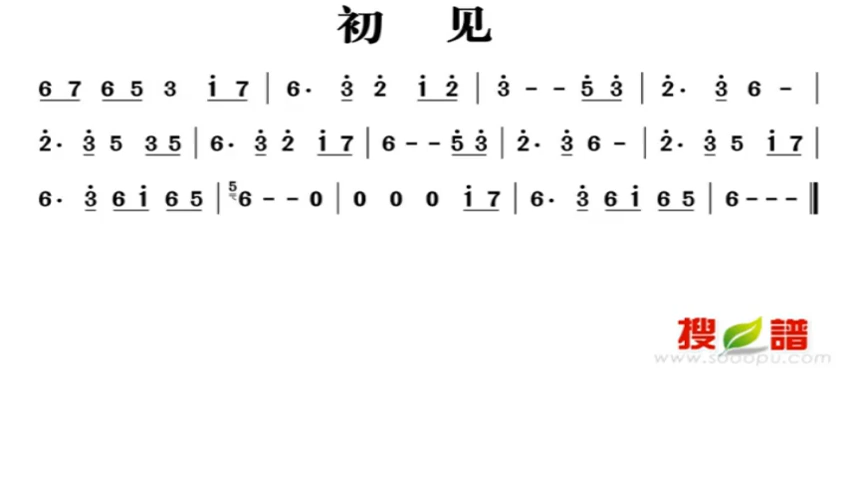 初 见
6 7 6 5 3 i̇ 7 | 6· 3̇ 2̇ i̇ 2̇ | 3̇ - - 5̇ 3̇ | 2̇· 3̇ 6 - |
2̇· 3̇ 5 3 5 | 6· 3̇ 2̇ i̇ 7 | 6 - - 5̇ 3̇ | 2̇· 3̇ 6 - | 2̇· 3̇ 5 i̇ 7 |
6· 3̇ 6 i̇ 6 5 | 5 6 - - 0 | 0 0 0 i̇ 7 | 6· 3̇ 6 i̇ 6 5 | 6 - - - ‖
搜 譜
www.sooopu.com